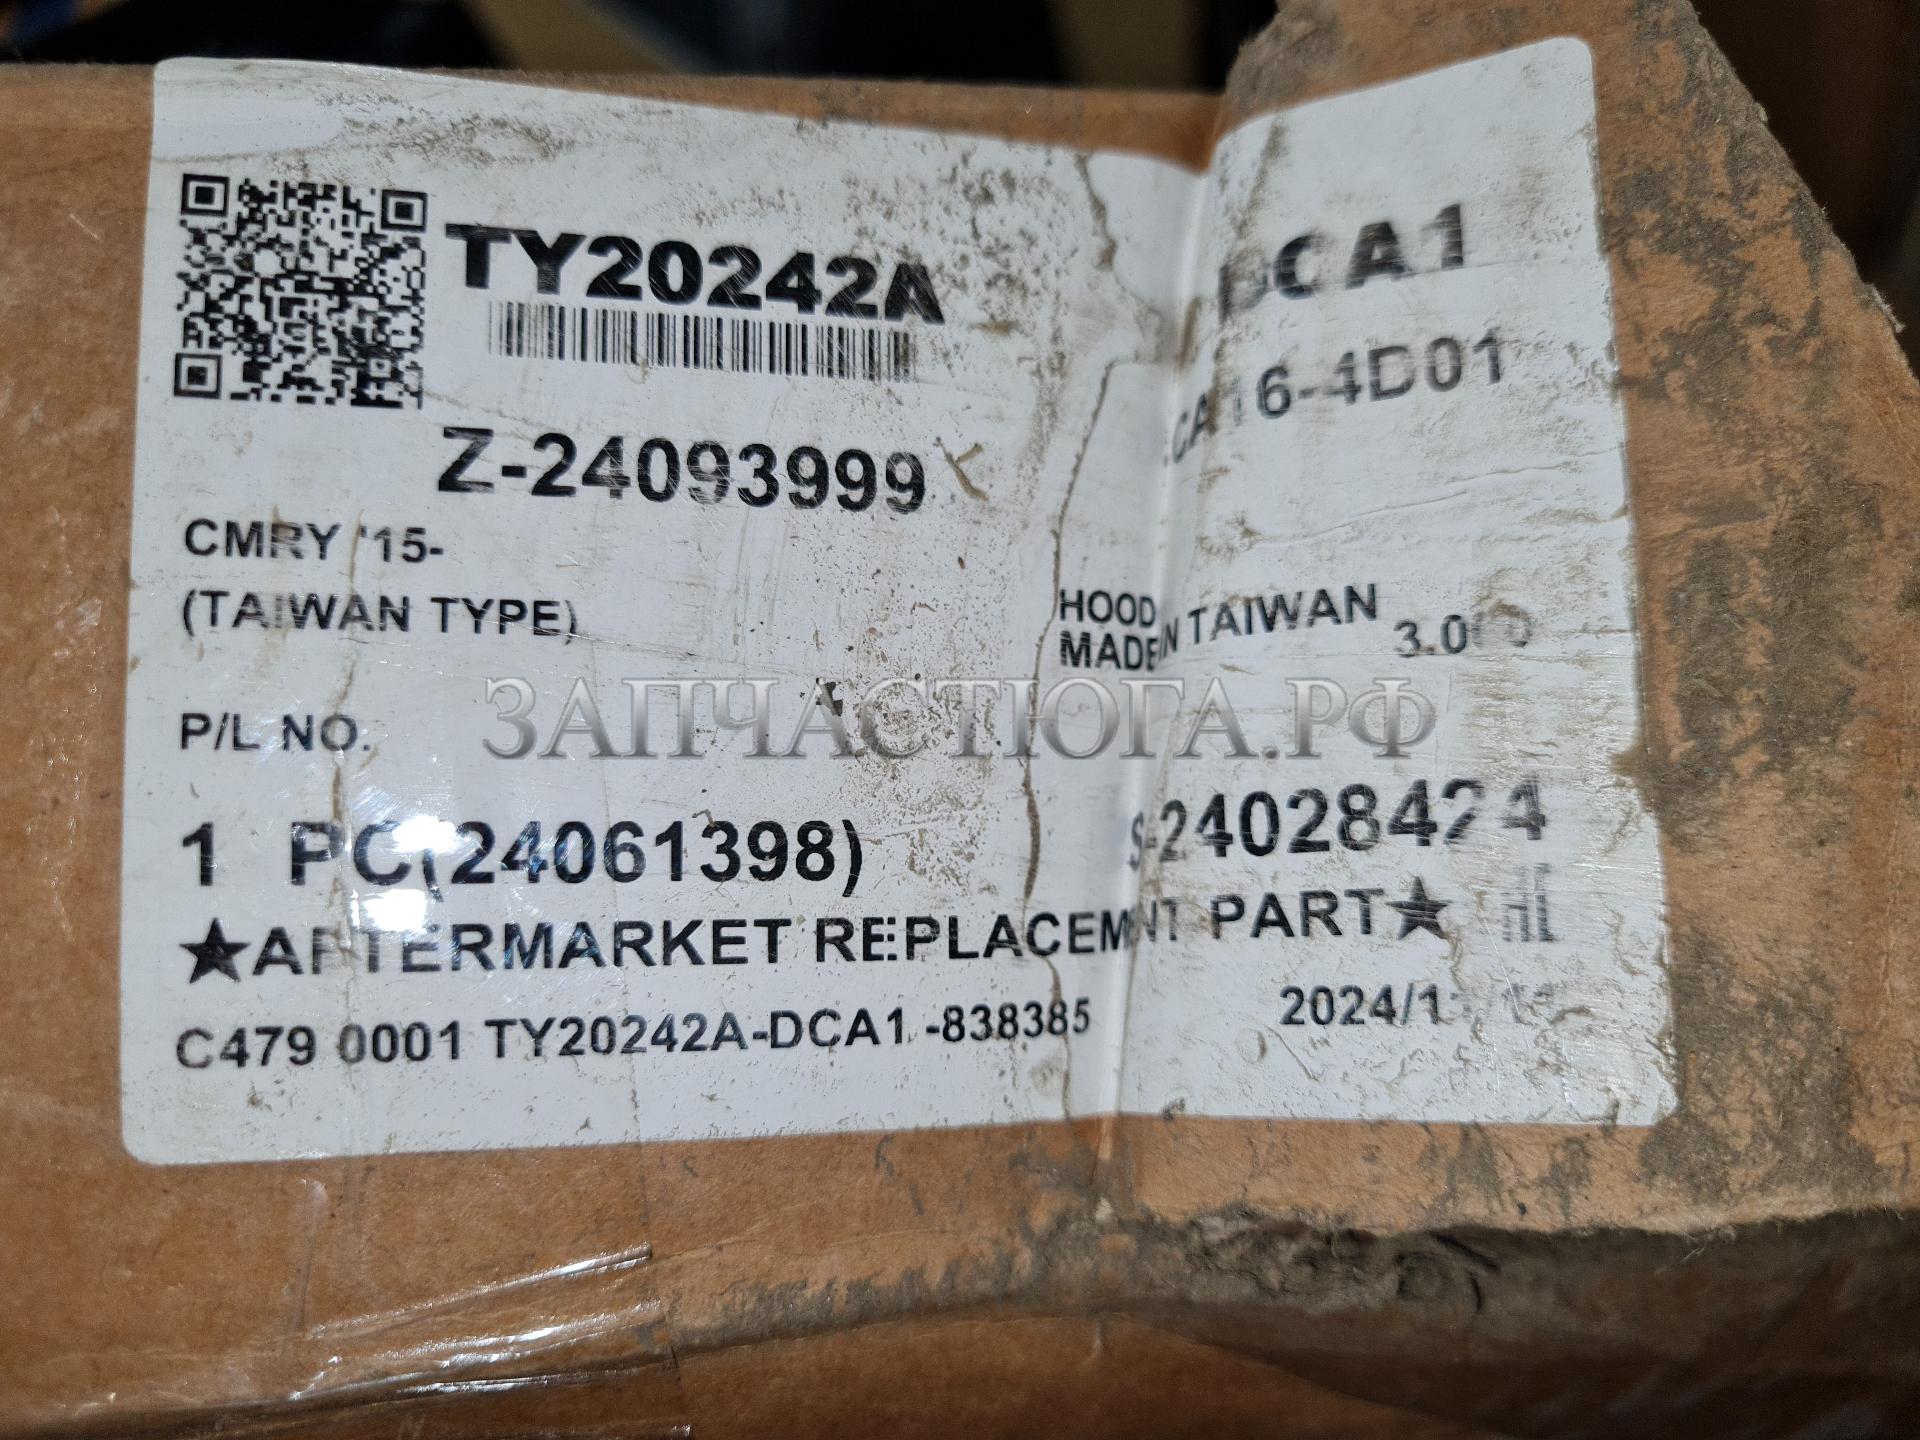 TY20242A DCA1
16-4D01
Z-24093999
CMRY '15-
(TAIWAN TYPE)
HOOD
MADE IN TAIWAN
P/L NO.
ЗАПЧАСТЮГА.РФ
1 PC(24061398) S-24028424
★AFTERMARKET REPLACEMENT PART★
C479 0001 TY20242A-DCA1 -838385